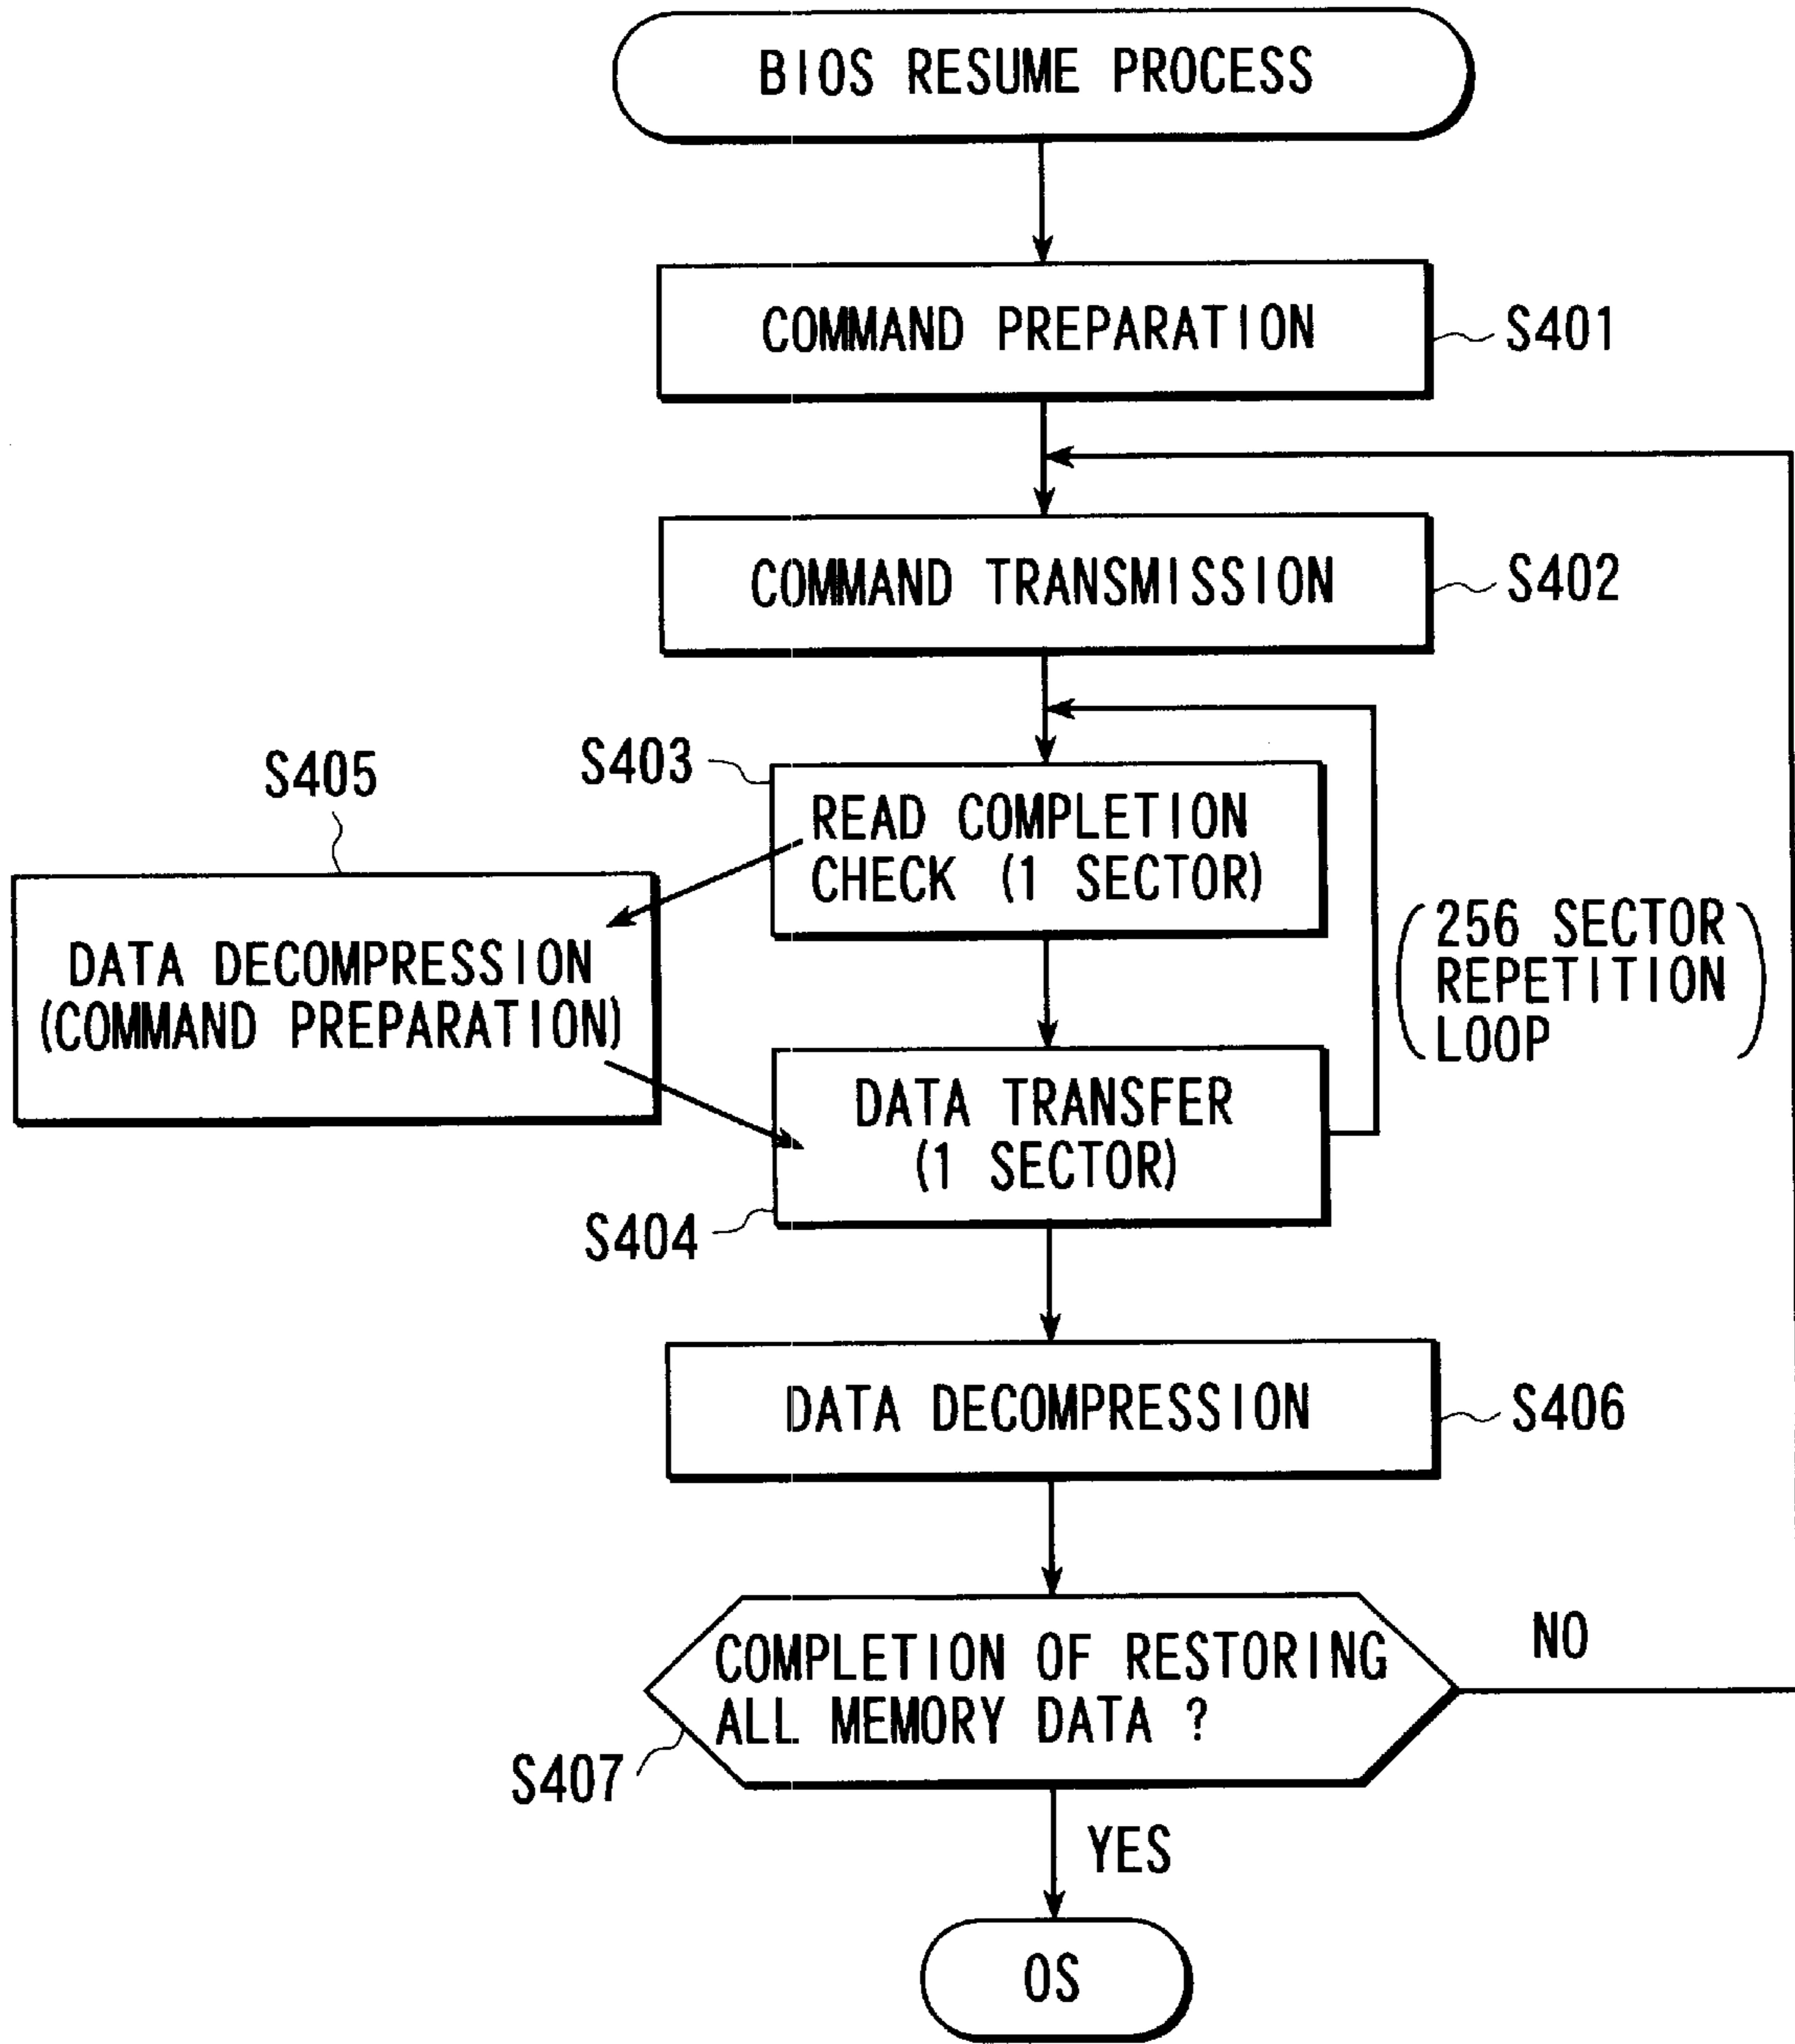 BIOS RESUME PROCESS
COMMAND PREPARATION
S401
COMMAND TRANSMISSION
S402
S405
S403
READ COMPLETION
CHECK (1 SECTOR)
DATA DECOMPRESSION
(COMMAND PREPARATION)
(256 SECTOR
REPETITION
LOOP)
DATA TRANSFER
(1 SECTOR)
S404
DATA DECOMPRESSION
S406
COMPLETION OF RESTORING
ALL MEMORY DATA ?
NO
S407
YES
OS